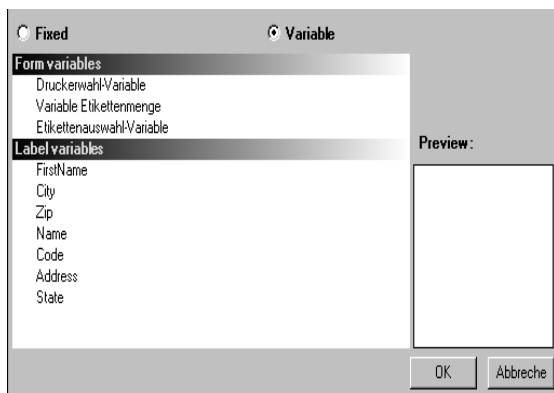 Fixed Variable
Form variables
Druckerwahl-Variable
Variable Etikettenmenge
Etikettenauswahl-Variable
Label variables
FirstName
City
Zip
Name
Code
Address
State
Preview:
OK Abbreche